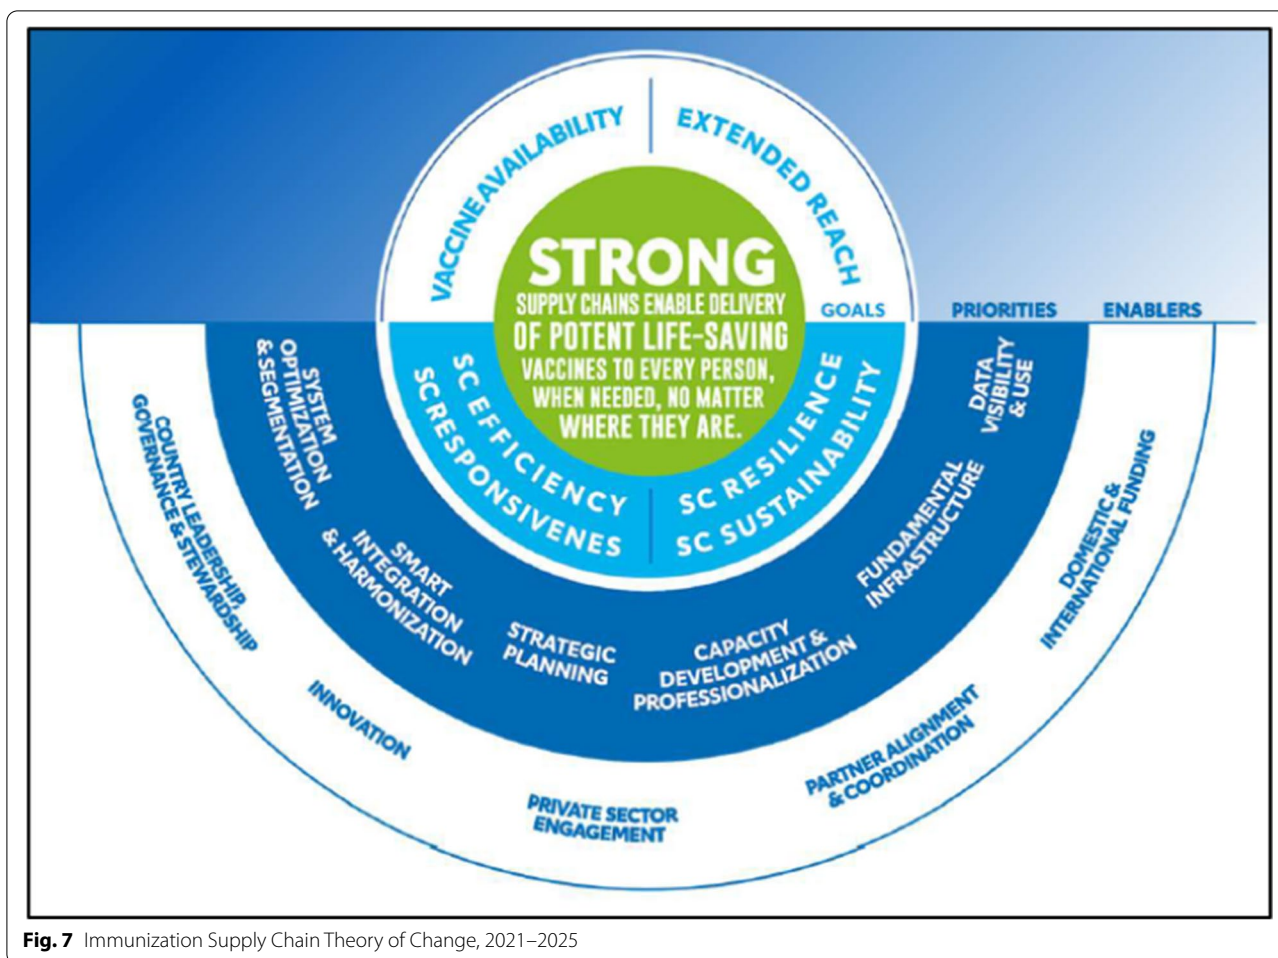 VACCINE AVAILABILITY
EXTENDED REACH
STRONG
SUPPLY CHAINS ENABLE DELIVERY
OF POTENT LIFE-SAVING
VACCINES TO EVERY PERSON,
WHEN NEEDED, NO MATTER
WHERE THEY ARE.
GOALS
PRIORITIES
ENABLERS
SC EFFICIENCY
SC RESPONSIVENES
SC RESILIENCE
SC SUSTAINABILITY
SYSTEM
OPTIMIZATION
& SEGMENTATION
SMART
INTEGRATION
& HARMONIZATION
STRATEGIC
PLANNING
CAPACITY
DEVELOPMENT &
PROFESSIONALIZATION
FUNDAMENTAL
INFRASTRUCTURE
DATA
VISIBILITY
& USE
COUNTRY LEADERSHIP,
GOVERNANCE & STEWARDSHIP
INNOVATION
PRIVATE SECTOR
ENGAGEMENT
PARTNER ALIGNMENT
& COORDINATION
DOMESTIC &
INTERNATIONAL FUNDING
Fig. 7 Immunization Supply Chain Theory of Change, 2021–2025